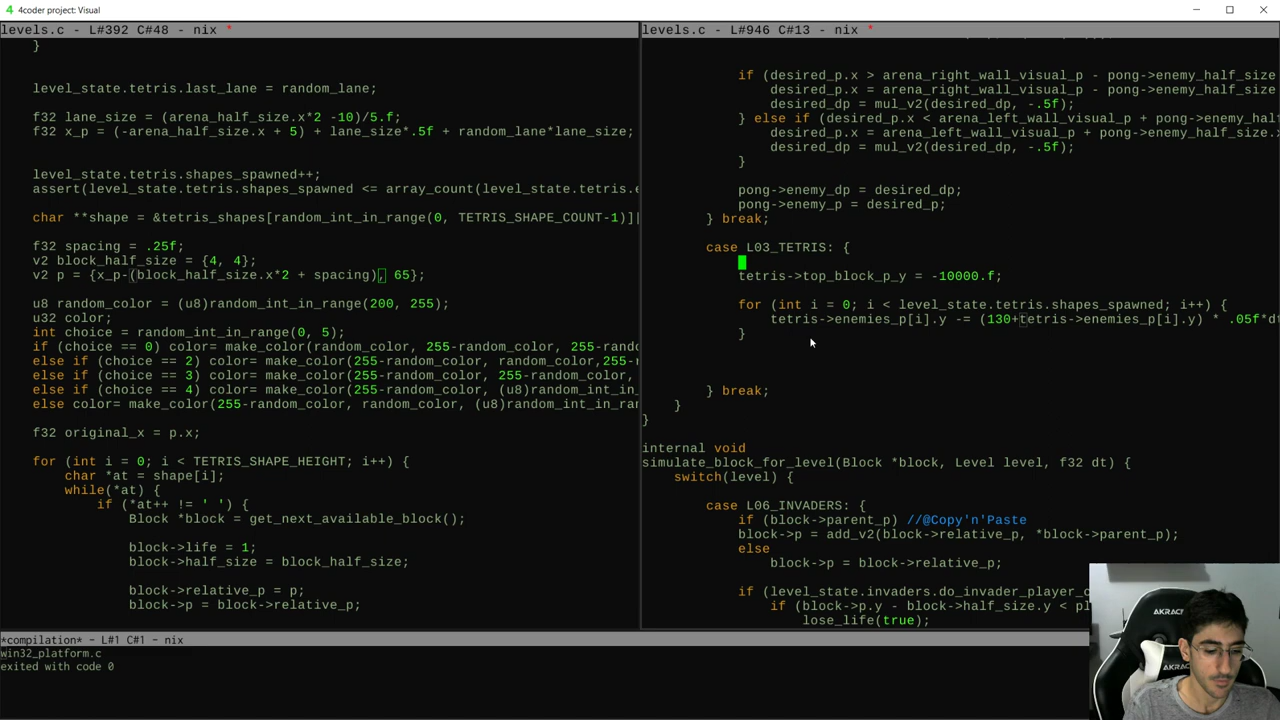 4coder project: Visual
levels.c - L#392 C#48 - nix *
}
level_state.tetris.last_lane = random_lane;
f32 lane_size = (arena_half_size.x*2 -10)/5.f;
f32 x_p = (-arena_half_size.x + 5) + lane_size*.5f + random_lane*lane_size;
level_state.tetris.shapes_spawned++;
assert(level_state.tetris.shapes_spawned <= array_count(level_state.tetris.e
char **shape = &tetris_shapes[random_int_in_range(0, TETRIS_SHAPE_COUNT-1)]
f32 spacing = .25f;
v2 block_half_size = {4, 4};
v2 p = {x_p-(block_half_size.x*2 + spacing), 65};
u8 random_color = (u8)random_int_in_range(200, 255);
u32 color;
int choice = random_int_in_range(0, 5);
if (choice == 0) color= make_color(random_color, 255-random_color, 255-rando
else if (choice == 2) color= make_color(255-random_color, random_color,255-r
else if (choice == 3) color= make_color(255-random_color, 255-random_color,
else if (choice == 4) color= make_color(255-random_color, (u8)random_int_in_
else color= make_color(255-random_color, random_color, (u8)random_int_in_ran
f32 original_x = p.x;
for (int i = 0; i < TETRIS_SHAPE_HEIGHT; i++) {
char *at = shape[i];
while(*at) {
if (*at++ != ' ') {
Block *block = get_next_available_block();
block->life = 1;
block->half_size = block_half_size;
block->relative_p = p;
block->p = block->relative_p;
levels.c - L#946 C#13 - nix *
if (desired_p.x > arena_right_wall_visual_p - pong->enemy_half_size
desired_p.x = arena_right_wall_visual_p - pong->enemy_half_size
desired_dp = mul_v2(desired_dp, -.5f);
} else if (desired_p.x < arena_left_wall_visual_p + pong->enemy_half
desired_p.x = arena_left_wall_visual_p + pong->enemy_half_size.x
desired_dp = mul_v2(desired_dp, -.5f);
}
pong->enemy_dp = desired_dp;
pong->enemy_p = desired_p;
} break;
case L03_TETRIS: {
tetris->top_block_p_y = -10000.f;
for (int i = 0; i < level_state.tetris.shapes_spawned; i++) {
tetris->enemies_p[i].y -= (130+tetris->enemies_p[i].y) * .05f*dt
}
} break;
}
}
internal void
simulate_block_for_level(Block *block, Level level, f32 dt) {
switch(level) {
case L06_INVADERS: {
if (block->parent_p) //@Copy'n'Paste
block->p = add_v2(block->relative_p, *block->parent_p);
else
block->p = block->relative_p;
if (level_state.invaders.do_invader_player_c
if (block->p.y - block->half_size.y < pl
lose_life(true);
*compilation* - L#1 C#1 - nix
win32_platform.c
exited with code 0
AKRACI
AKRAC